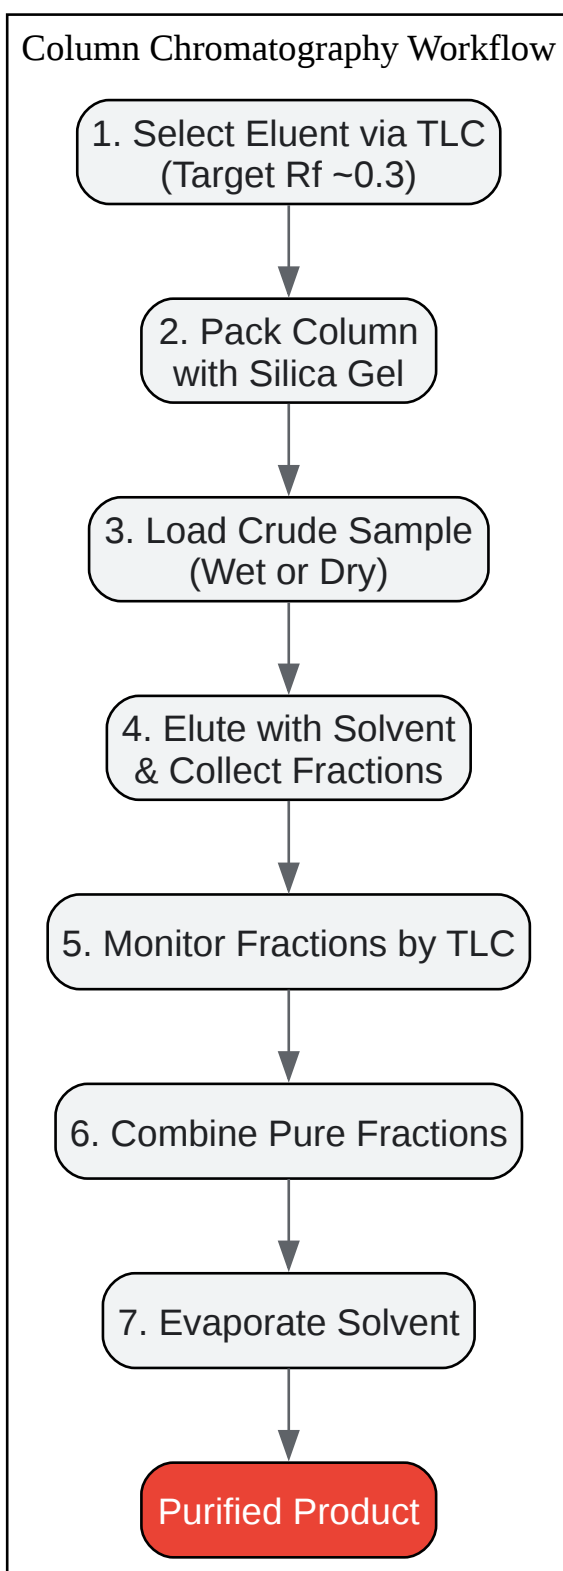 Column Chromatography Workflow
1. Select Eluent via TLC
(Target Rf ~0.3)
2. Pack Column
with Silica Gel
3. Load Crude Sample
(Wet or Dry)
4. Elute with Solvent
& Collect Fractions
5. Monitor Fractions by TLC
6. Combine Pure Fractions
7. Evaporate Solvent
Purified Product